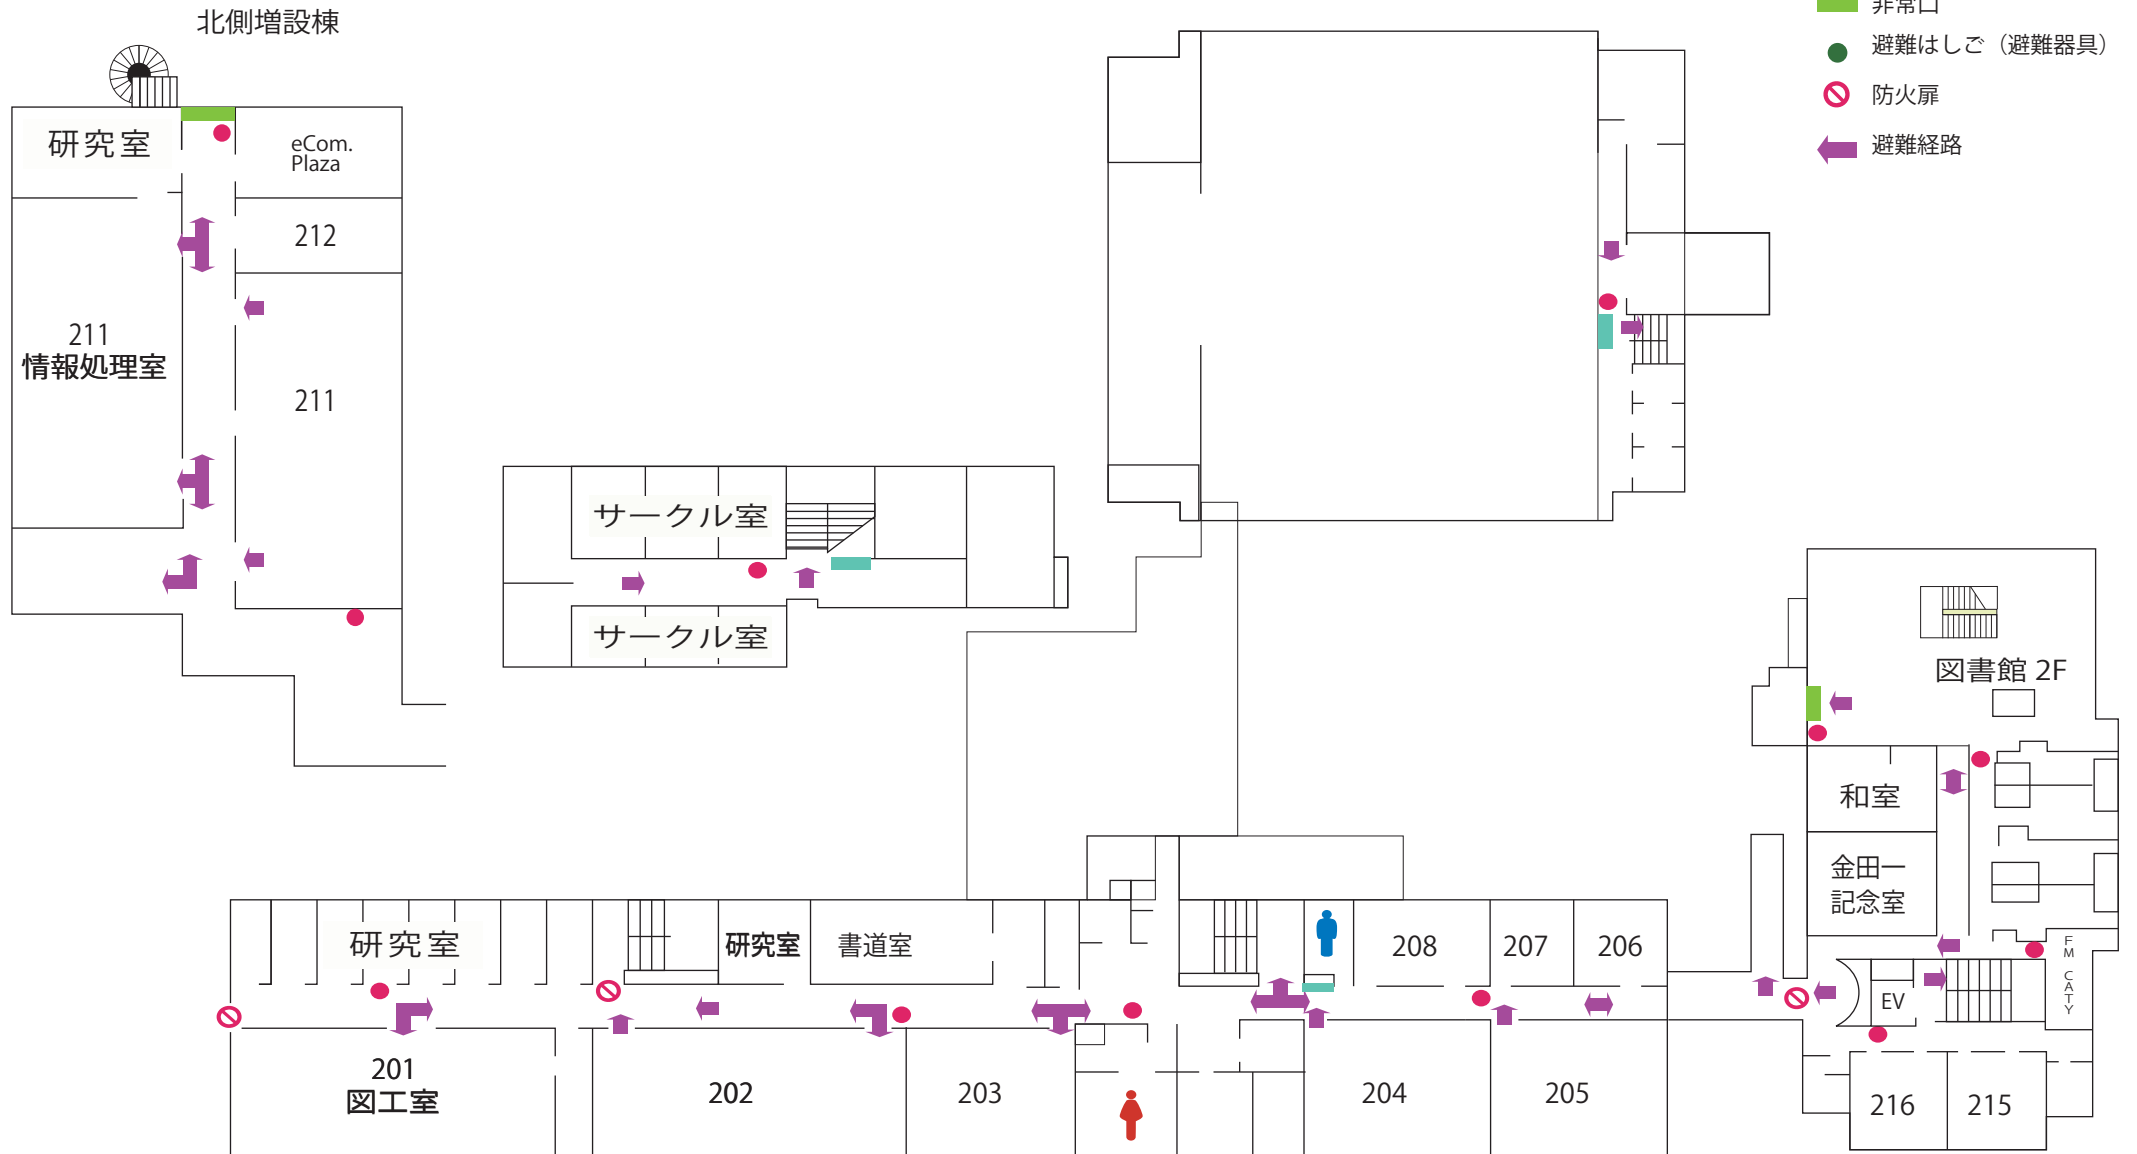 北側増設棟
非常口
避難はしご（避難器具）
防火扉
避難経路
研究室
eCom.
Plaza
212
211
情報処理室
211
サークル室
サークル室
図書館 2F
和室
金田一
記念室
研究室
研究室
書道室
208
207
206
FM CATY
EV
201
図工室
202
203
204
205
216
215